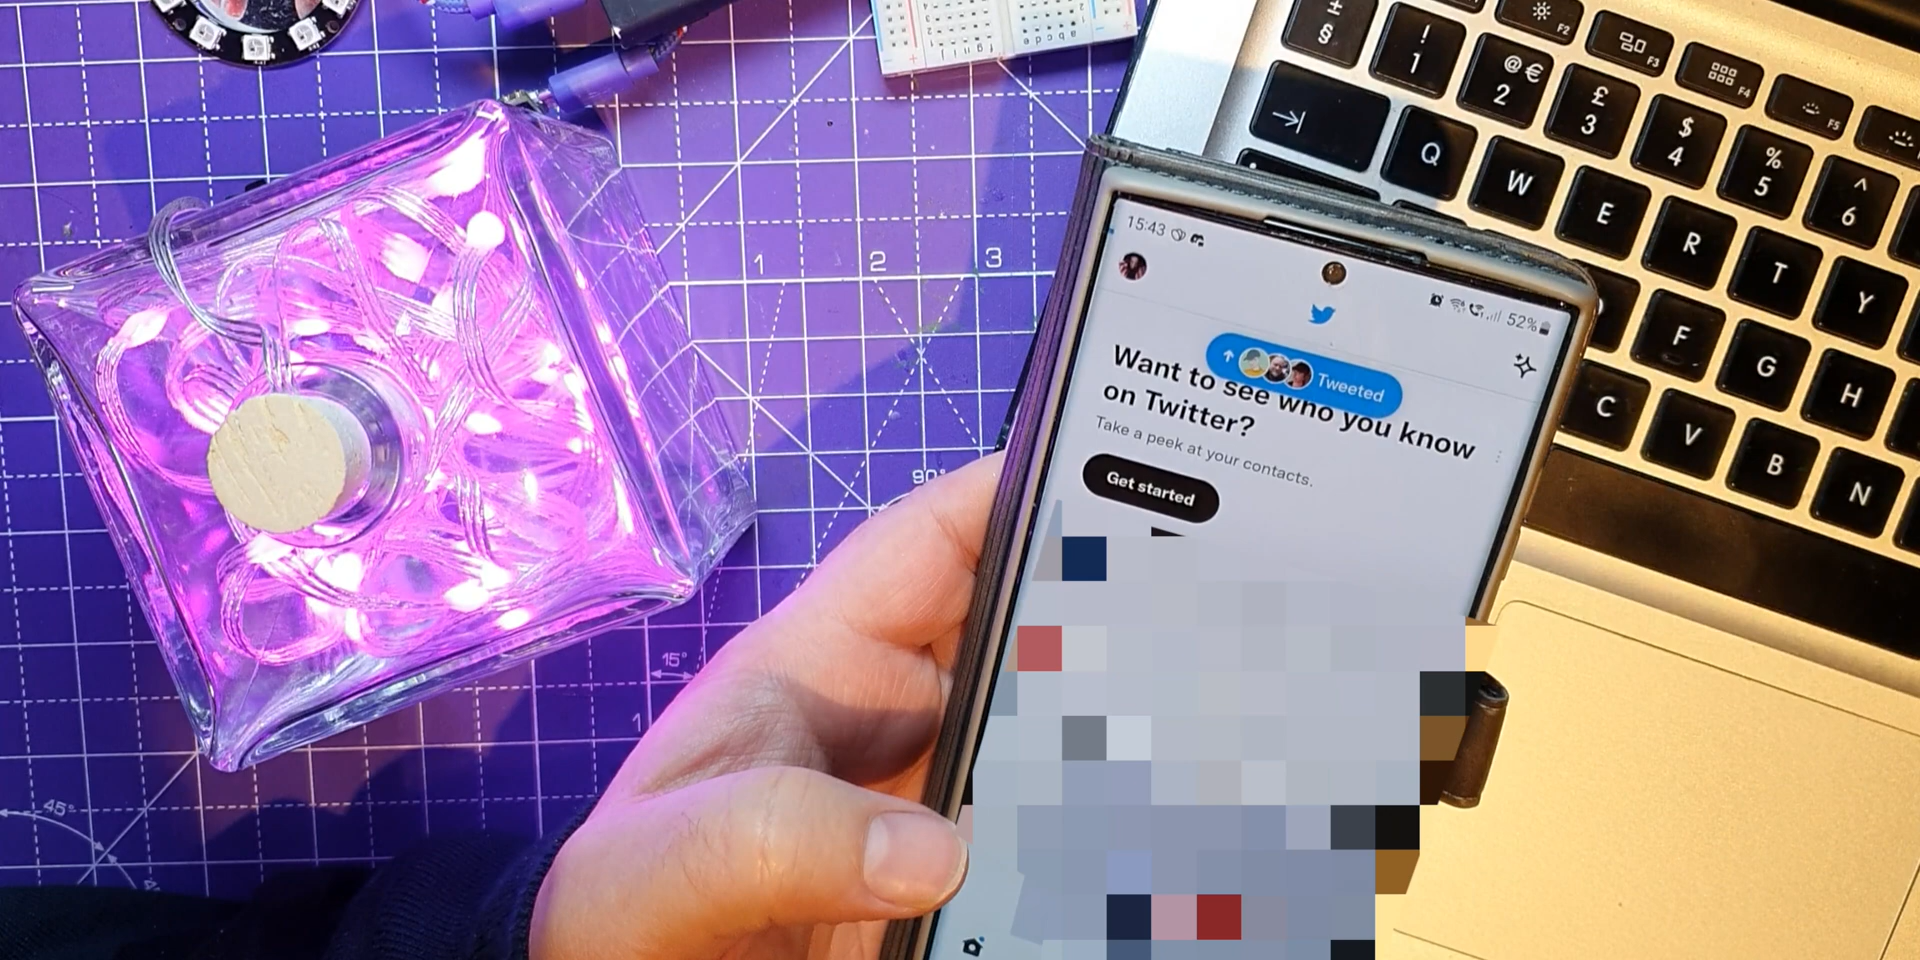 15:43
52%
Tweeted
Want to see who you know
on Twitter?
Take a peek at your contacts.
Get started
1 2 3
90°
15°
1
45°
± §
! 1
@ € 2
£ 3
$ 4
% 5
^ 6
F2
F3
F4
F5
Q W E R T Y
F G H
C V B N